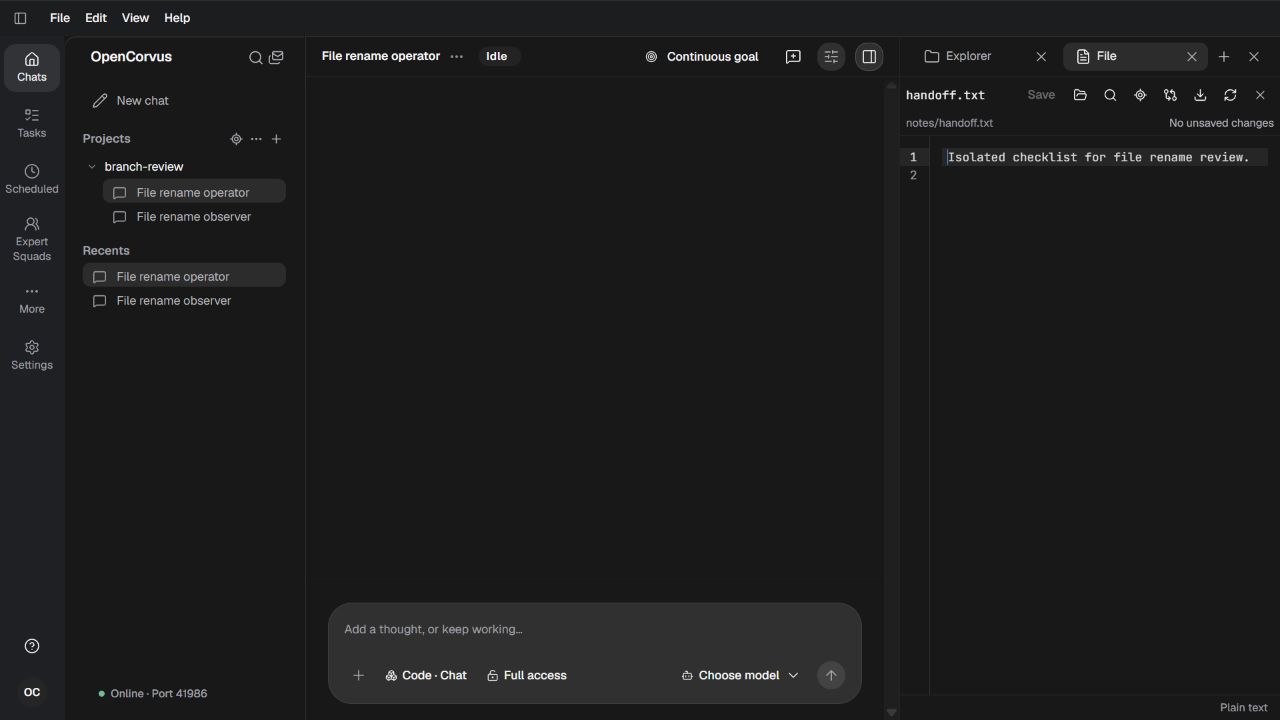 File Edit View Help
Chats
Tasks
Scheduled
Expert
Squads
More
Settings
OC
OpenCorvus
New chat
Projects
branch-review
File rename operator
File rename observer
Recents
File rename operator
File rename observer
Online · Port 41986
File rename operator ··· Idle
Continuous goal
Add a thought, or keep working...
Code · Chat
Full access
Choose model
Explorer
File
handoff.txt
Save
notes/handoff.txt
No unsaved changes
1 Isolated checklist for file rename review.
2
Plain text